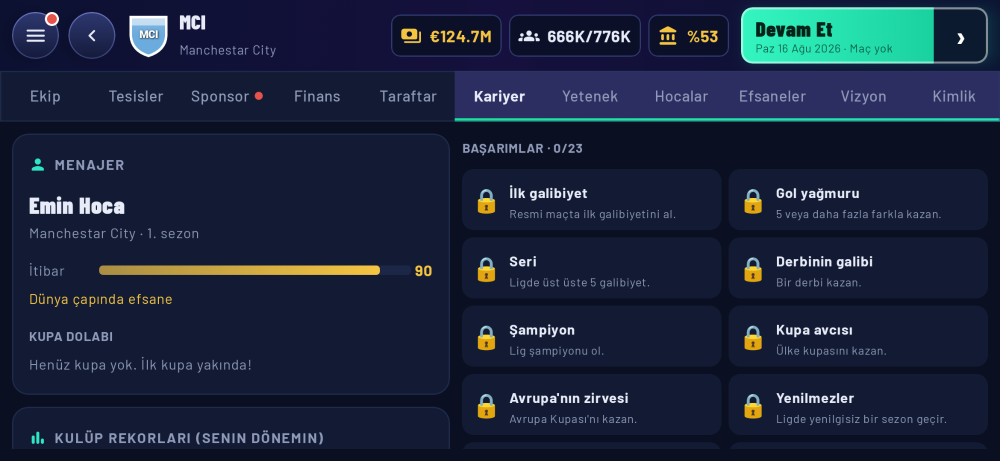 MCI
MCI
Manchestar City
€124.7M
666K/776K
%53
Devam Et
Paz 16 Ağu 2026 · Maç yok
Ekip
Tesisler
Sponsor
Finans
Taraftar
Kariyer
Yetenek
Hocalar
Efsaneler
Vizyon
Kimlik
MENAJER
Emin Hoca
Manchestar City · 1. sezon
İtibar
90
Dünya çapında efsane
KUPA DOLABI
Henüz kupa yok. İlk kupa yakında!
KULÜP REKORLARI (SENIN DÖNEMIN)
BAŞARIMLAR · 0/23
İlk galibiyet
Resmi maçta ilk galibiyetini al.
Gol yağmuru
5 veya daha fazla farkla kazan.
Seri
Ligde üst üste 5 galibiyet.
Derbinin galibi
Bir derbi kazan.
Şampiyon
Lig şampiyonu ol.
Kupa avcısı
Ülke kupasını kazan.
Avrupa'nın zirvesi
Avrupa Kupası'nı kazan.
Yenilmezler
Ligde yenilgisiz bir sezon geçir.